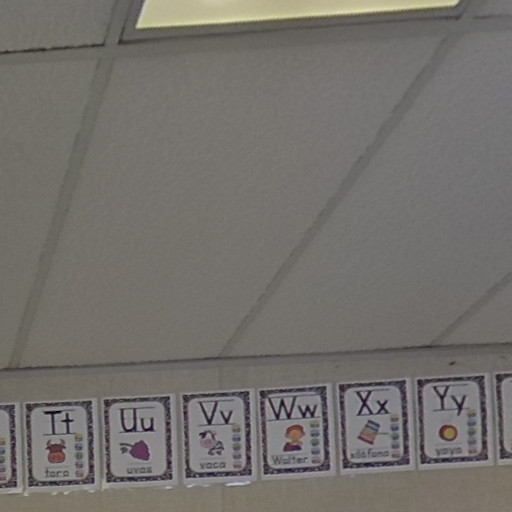 Tt
toro
Uu
uvas
Vv
vaca
Ww
Walter
Xx
xilófono
Yy
yoyo